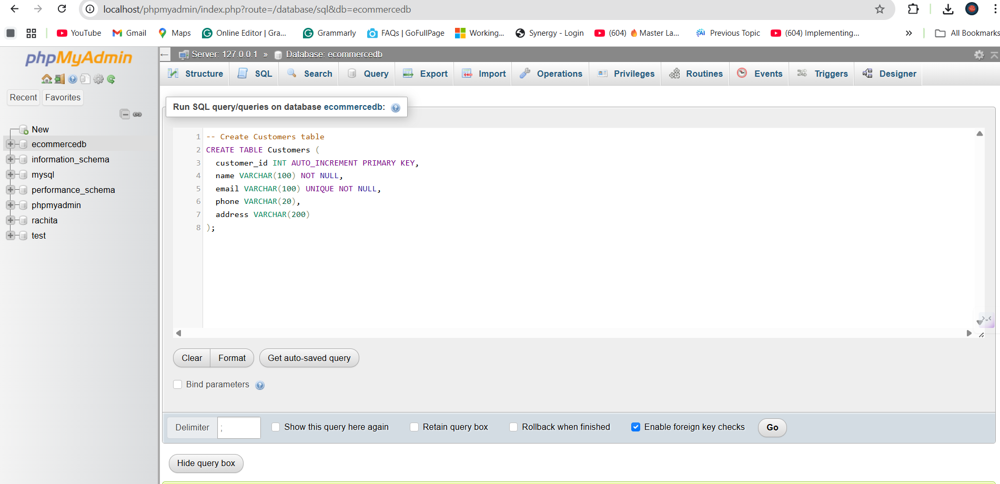 localhost/phpmyadmin/index.php?route=/database/sql&db=ecommercedb
YouTube Gmail Maps Online Editor | Gra... Grammarly FAQs | GoFullPage Working... Synergy - Login (604) 🔥 Master La... Previous Topic (604) Implementing... » All Bookmarks
phpMyAdmin
Recent Favorites
New
ecommercedb
information_schema
mysql
performance_schema
phpmyadmin
rachita
test
Server: 127.0.0.1 » Database: ecommercedb
Structure SQL Search Query Export Import Operations Privileges Routines Events Triggers Designer
Run SQL query/queries on database ecommercedb:
1 -- Create Customers table
2 CREATE TABLE Customers (
3 customer_id INT AUTO_INCREMENT PRIMARY KEY,
4 name VARCHAR(100) NOT NULL,
5 email VARCHAR(100) UNIQUE NOT NULL,
6 phone VARCHAR(20),
7 address VARCHAR(200)
8 );
Clear Format Get auto-saved query
Bind parameters
Delimiter ; Show this query here again Retain query box Rollback when finished Enable foreign key checks Go
Hide query box